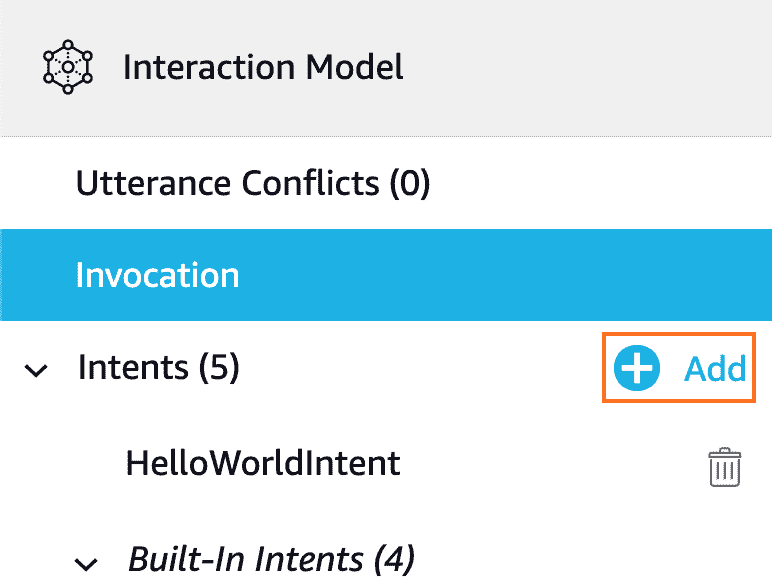 Interaction Model
Utterance Conflicts (0)
Invocation
Intents (5) Add
HelloWorldIntent
Built-In Intents (4)